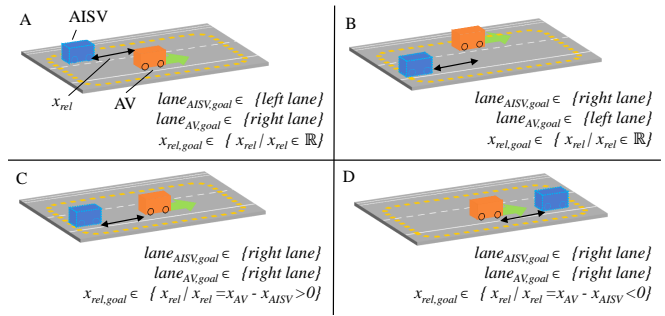 A
AISV
x_rel
AV
lane_AISV,goal ∈ {left lane}
lane_AV,goal ∈ {right lane}
x_rel,goal ∈ { x_rel / x_rel ∈ ℝ}
B
lane_AISV,goal ∈ {right lane}
lane_AV,goal ∈ {left lane}
x_rel,goal ∈ { x_rel / x_rel ∈ ℝ}
C
lane_AISV,goal ∈ {right lane}
lane_AV,goal ∈ {right lane}
x_rel,goal ∈ { x_rel / x_rel =x_AV - x_AISV >0}
D
lane_AISV,goal ∈ {right lane}
lane_AV,goal ∈ {right lane}
x_rel,goal ∈ { x_rel / x_rel =x_AV - x_AISV <0}